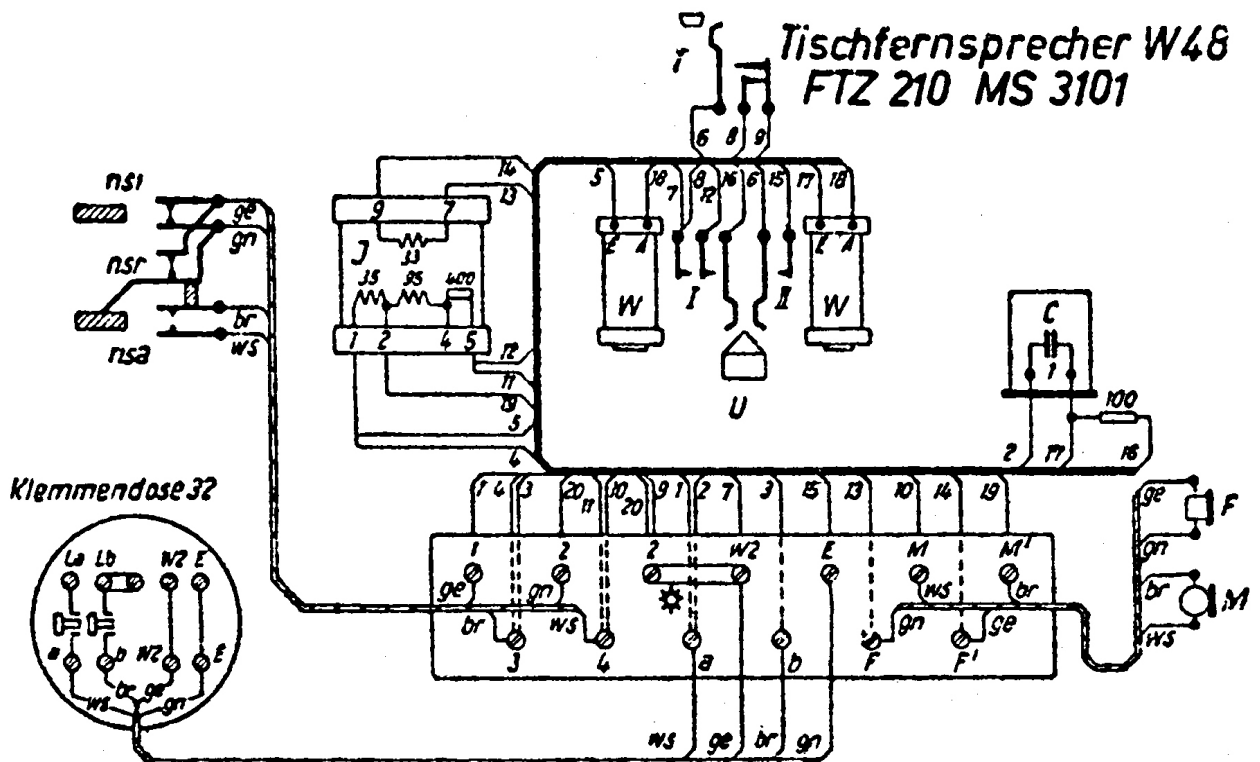 Tischfernsprecher W48
FTZ 210 MS 3101
T
6 8 9
14
13
5 18 7 8 12 16 6 15 17 18
nsi
ge
gn
nsr
br
ws
nsa
9 7
J
33
35 95 400
1 2 4 5
12
11
19
5
4
E A
W
I II
U
E A
W
C
1
100
2 17 16
Klemmendose 32
La Lb W2 E
a b W2 E
ws br ge gn
1 4 3 20 11 10 20 9 1 2 7 3 15 13 10 14 19
1 2 2 W2 E M M'
ge gn ws br
br ws gn ge
3 4 a b F F'
ws ge br gn
ge
F
gn
br
M
ws